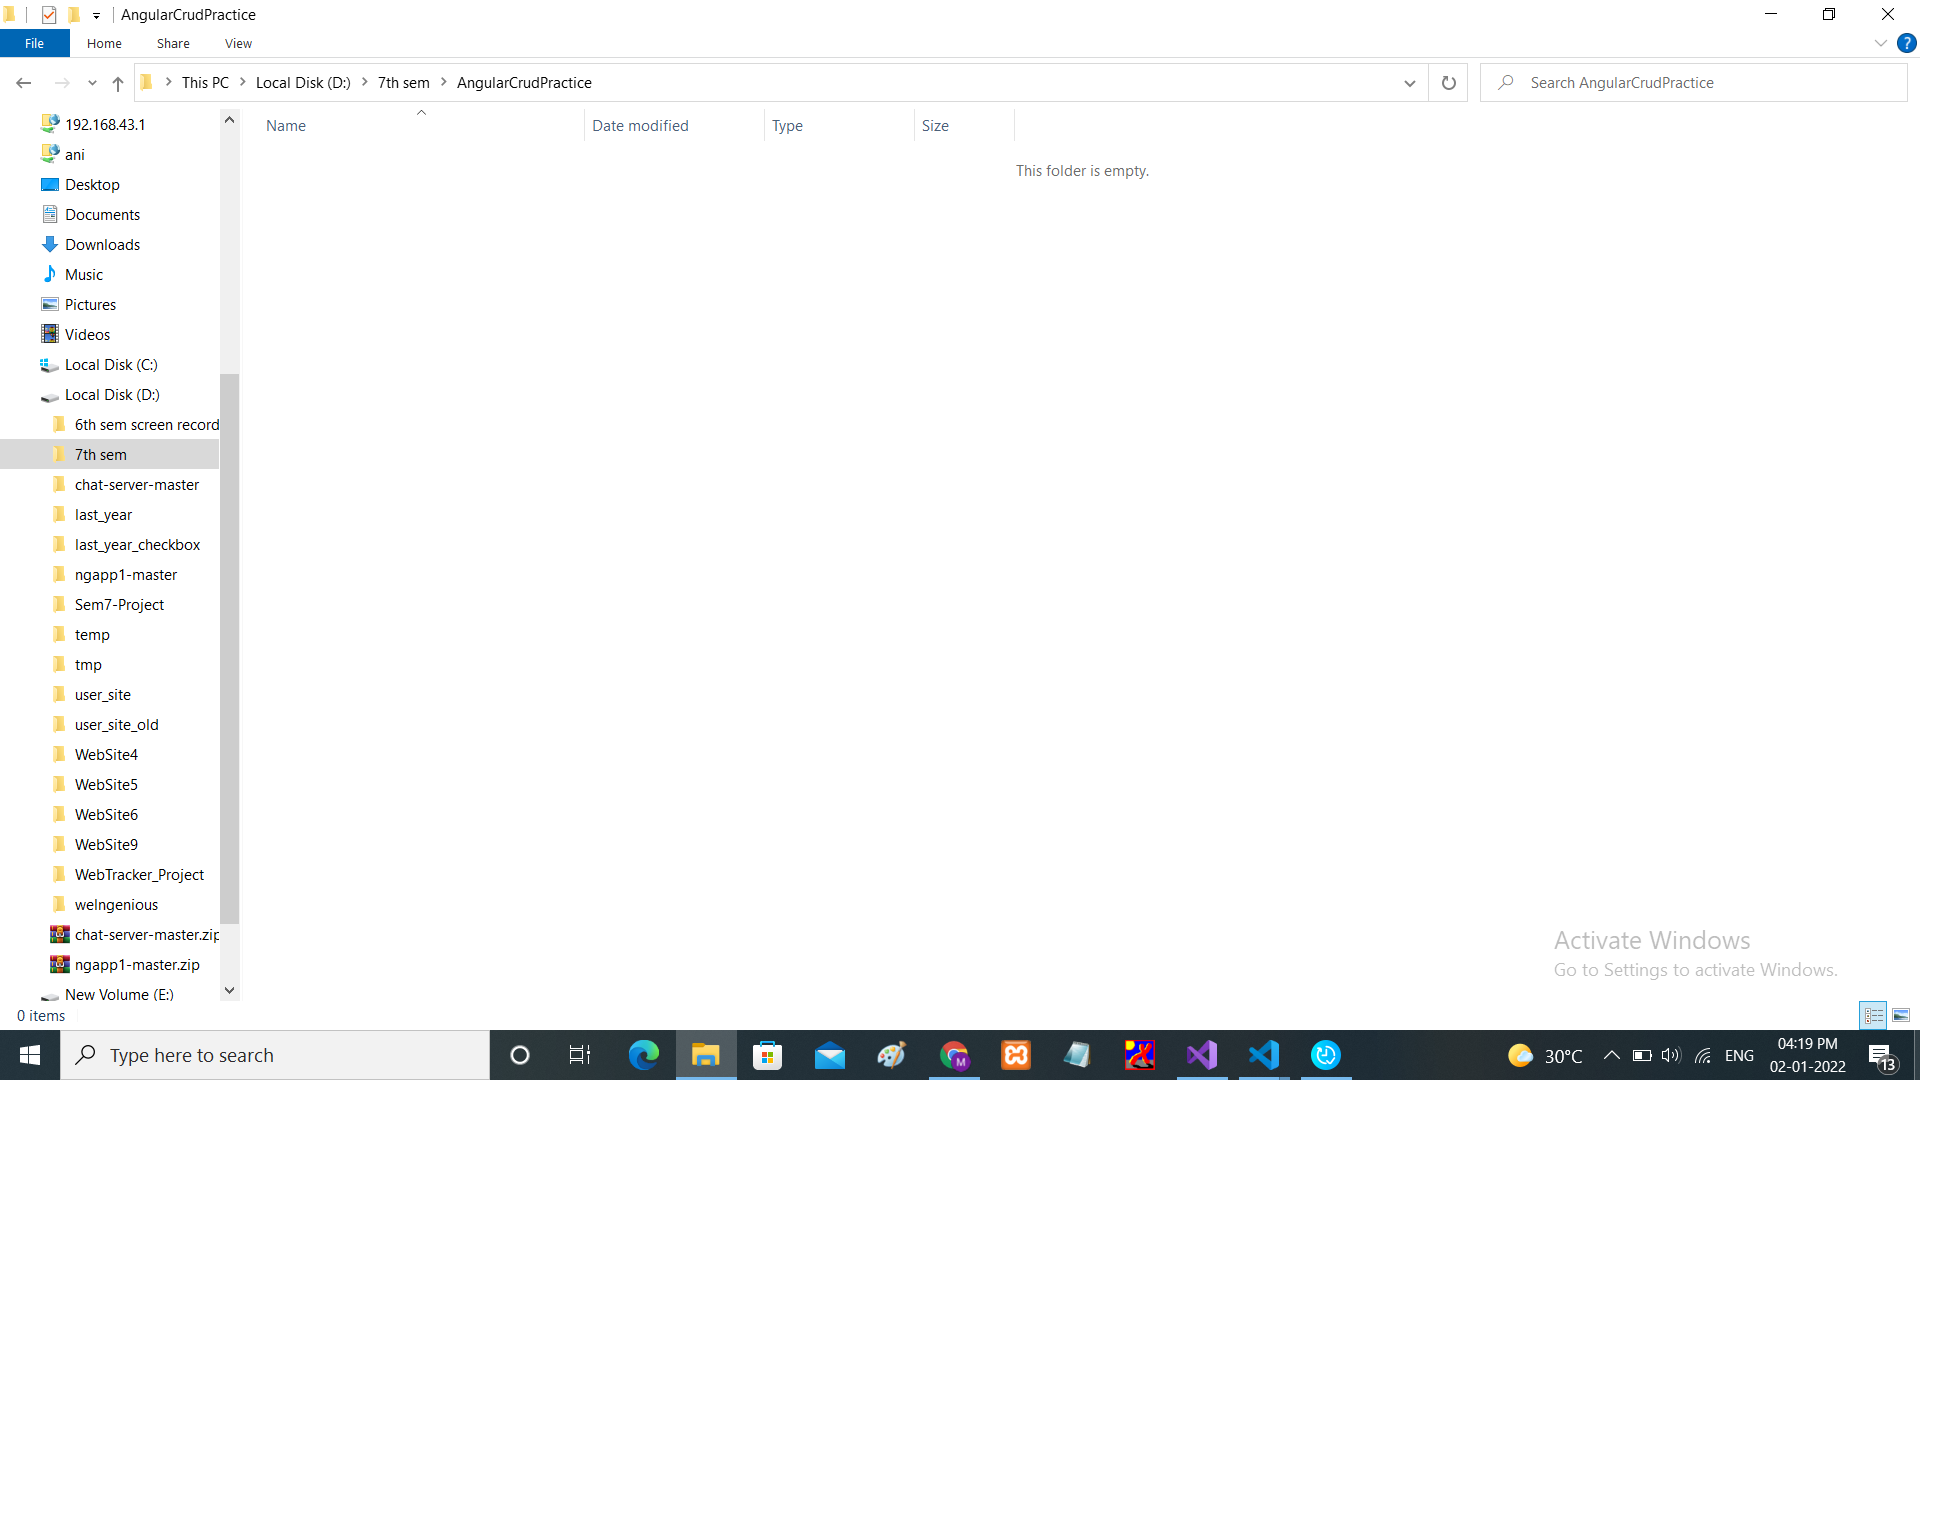 AngularCrudPractice
File Home Share View
?
This PC Local Disk (D:) 7th sem AngularCrudPractice
Search AngularCrudPractice
Name Date modified Type Size
This folder is empty.
192.168.43.1
ani
Desktop
Documents
Downloads
Music
Pictures
Videos
Local Disk (C:)
Local Disk (D:)
6th sem screen record
7th sem
chat-server-master
last_year
last_year_checkbox
ngapp1-master
Sem7-Project
temp
tmp
user_site
user_site_old
WebSite4
WebSite5
WebSite6
WebSite9
WebTracker_Project
weIngenious
chat-server-master.zip
ngapp1-master.zip
New Volume (E:)
Activate Windows
Go to Settings to activate Windows.
0 items
Type here to search
M
30°C
ENG
04:19 PM
02-01-2022
13